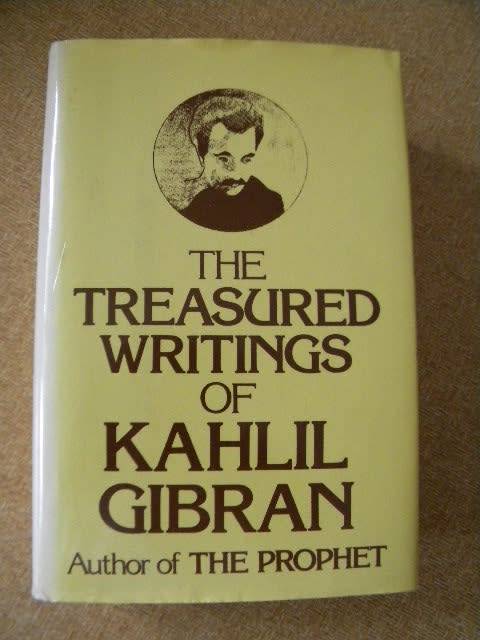 THE
TREASURED
WRITINGS
OF
KAHLIL
GIBRAN
Author of THE PROPHET